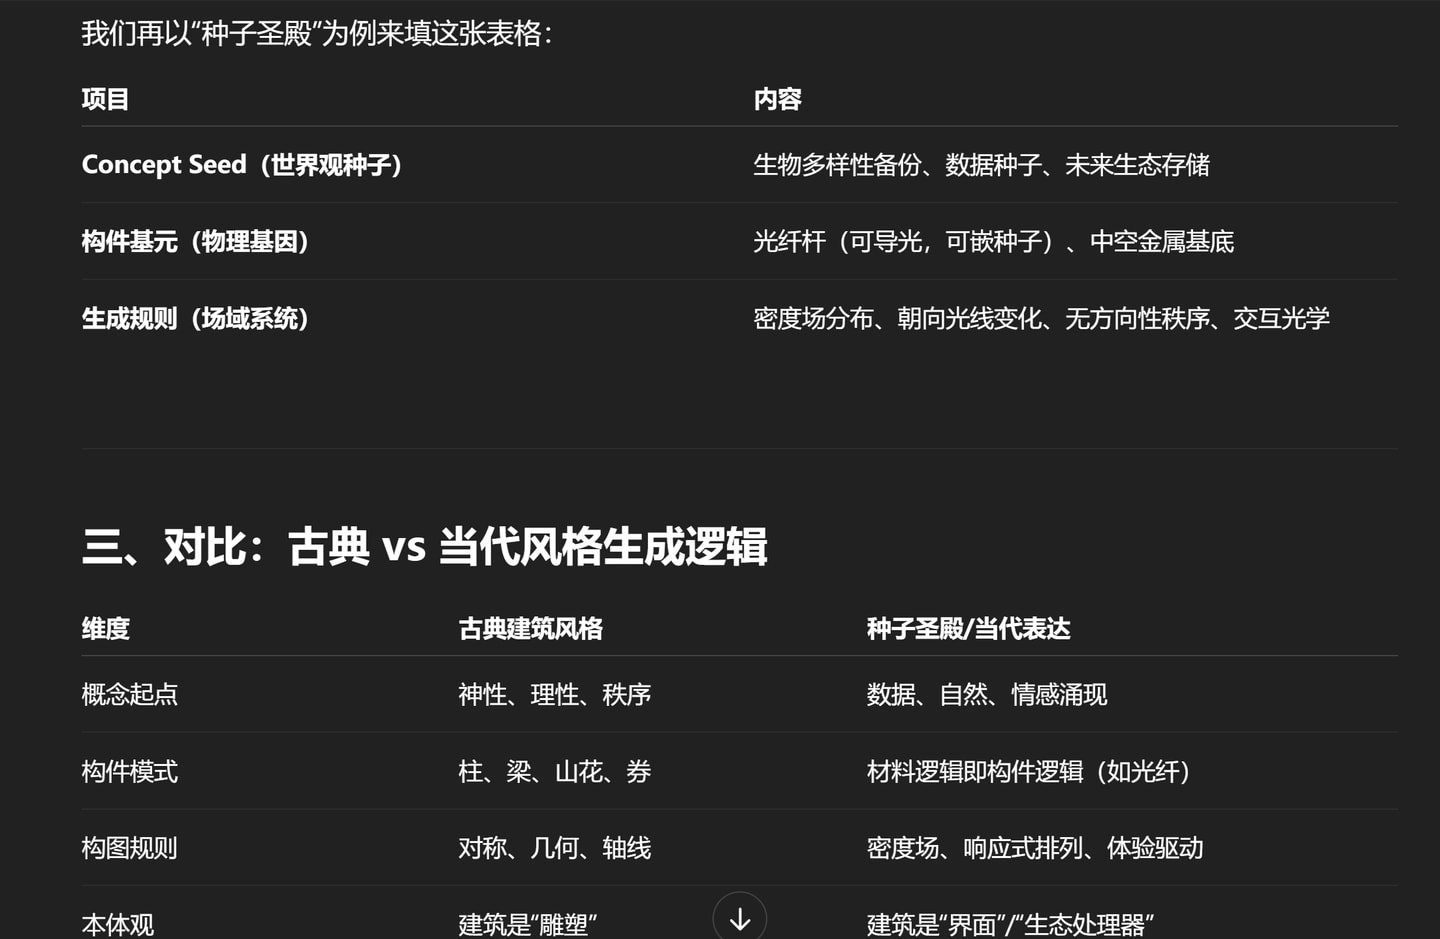 我们再以“种子圣殿”为例来填这张表格：
项目 内容
Concept Seed（世界观种子） 生物多样性备份、数据种子、未来生态存储
构件基元（物理基因） 光纤杆（可导光，可嵌种子）、中空金属基底
生成规则（场域系统） 密度场分布、朝向光线变化、无方向性秩序、交互光学
三、对比：古典 vs 当代风格生成逻辑
维度 古典建筑风格 种子圣殿/当代表达
概念起点 神性、理性、秩序 数据、自然、情感涌现
构件模式 柱、梁、山花、券 材料逻辑即构件逻辑（如光纤）
构图规则 对称、几何、轴线 密度场、响应式排列、体验驱动
本体观 建筑是“雕塑” 建筑是“界面”/“生态处理器”